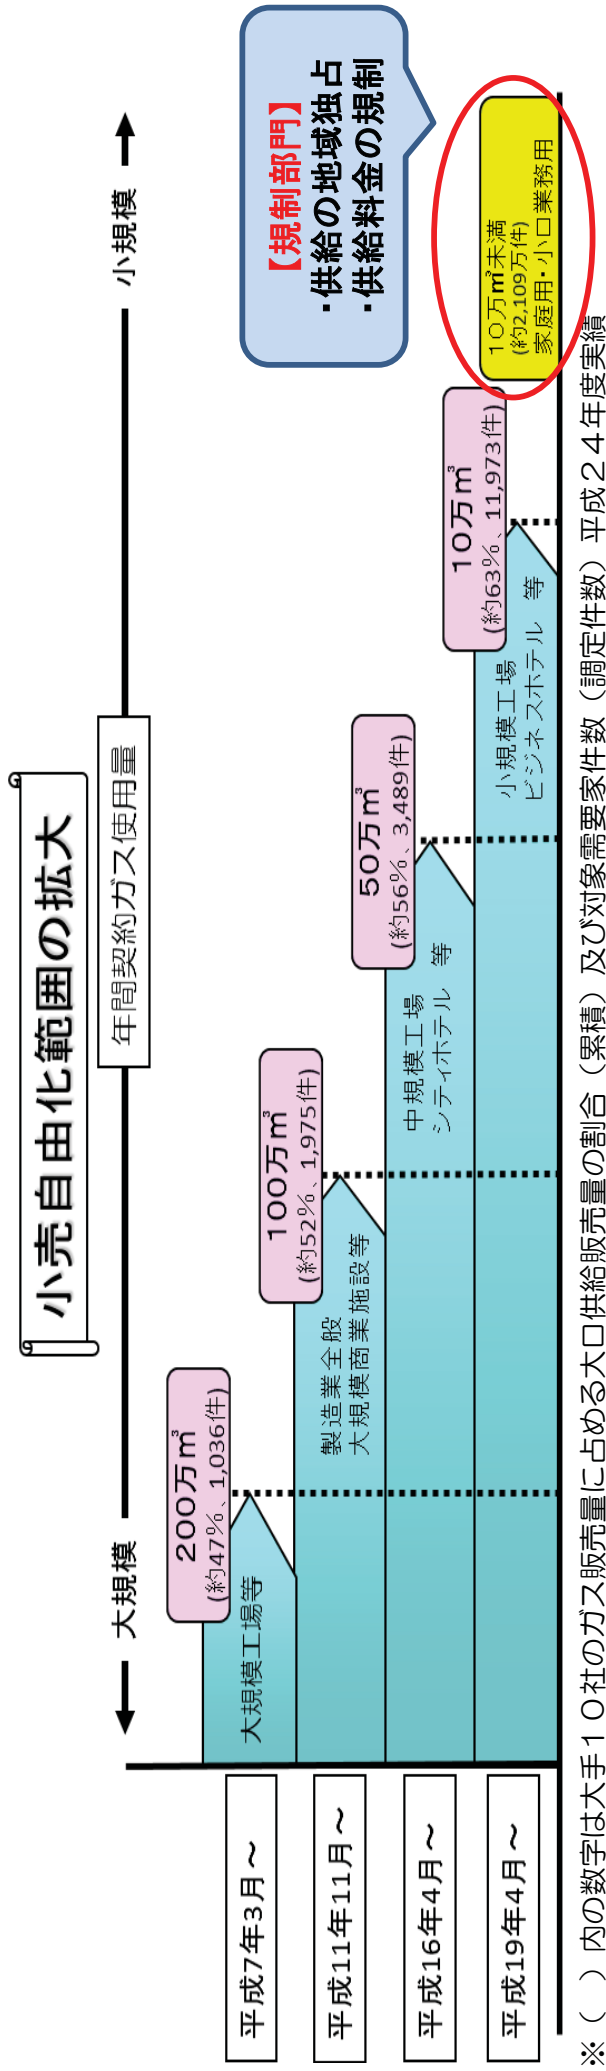 小売自由化範囲の拡大
大規模
年間契約ガス使用量
小規模
【規制部門】
・供給の地域独占
・供給料金の規制
平成7年3月～
大規模工場等
200万㎥
(約47％、1,036件)
平成11年11月～
製造業全般
大規模商業施設等
100万㎥
(約52％、1,975件)
平成16年4月～
中規模工場
シティホテル 等
50万㎥
(約56％、3,489件)
平成19年4月～
小規模工場
ビジネスホテル 等
10万㎥
(約63％、11,973件)
10万㎥未満
(約2,109万件)
家庭用・小口業務用
※（　）内の数字は大手１０社のガス販売量に占める大口供給販売量の割合（累積）及び対象需要家件数（調定件数）平成２４年度実績